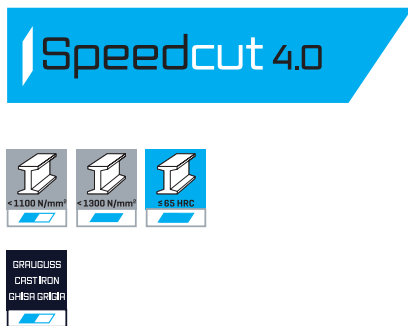 Speedcut 4.0
<1100 N/mm²
<1300 N/mm²
≤65 HRC
GRAUGUSS
CAST IRON
GHISA GRIGIA